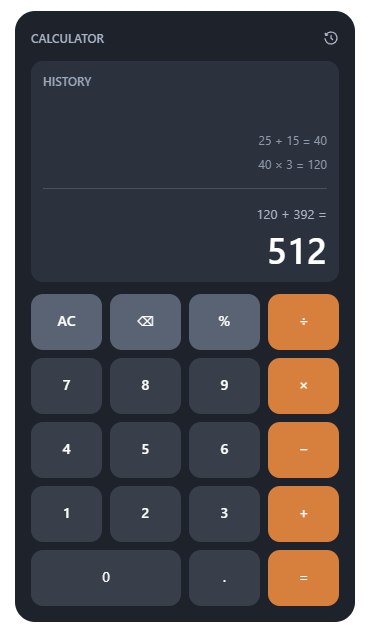 CALCULATOR
HISTORY
25 + 15 = 40
40 × 3 = 120
120 + 392 =
512
AC ⌫ % ÷
7 8 9 ×
4 5 6 −
1 2 3 +
0 . =